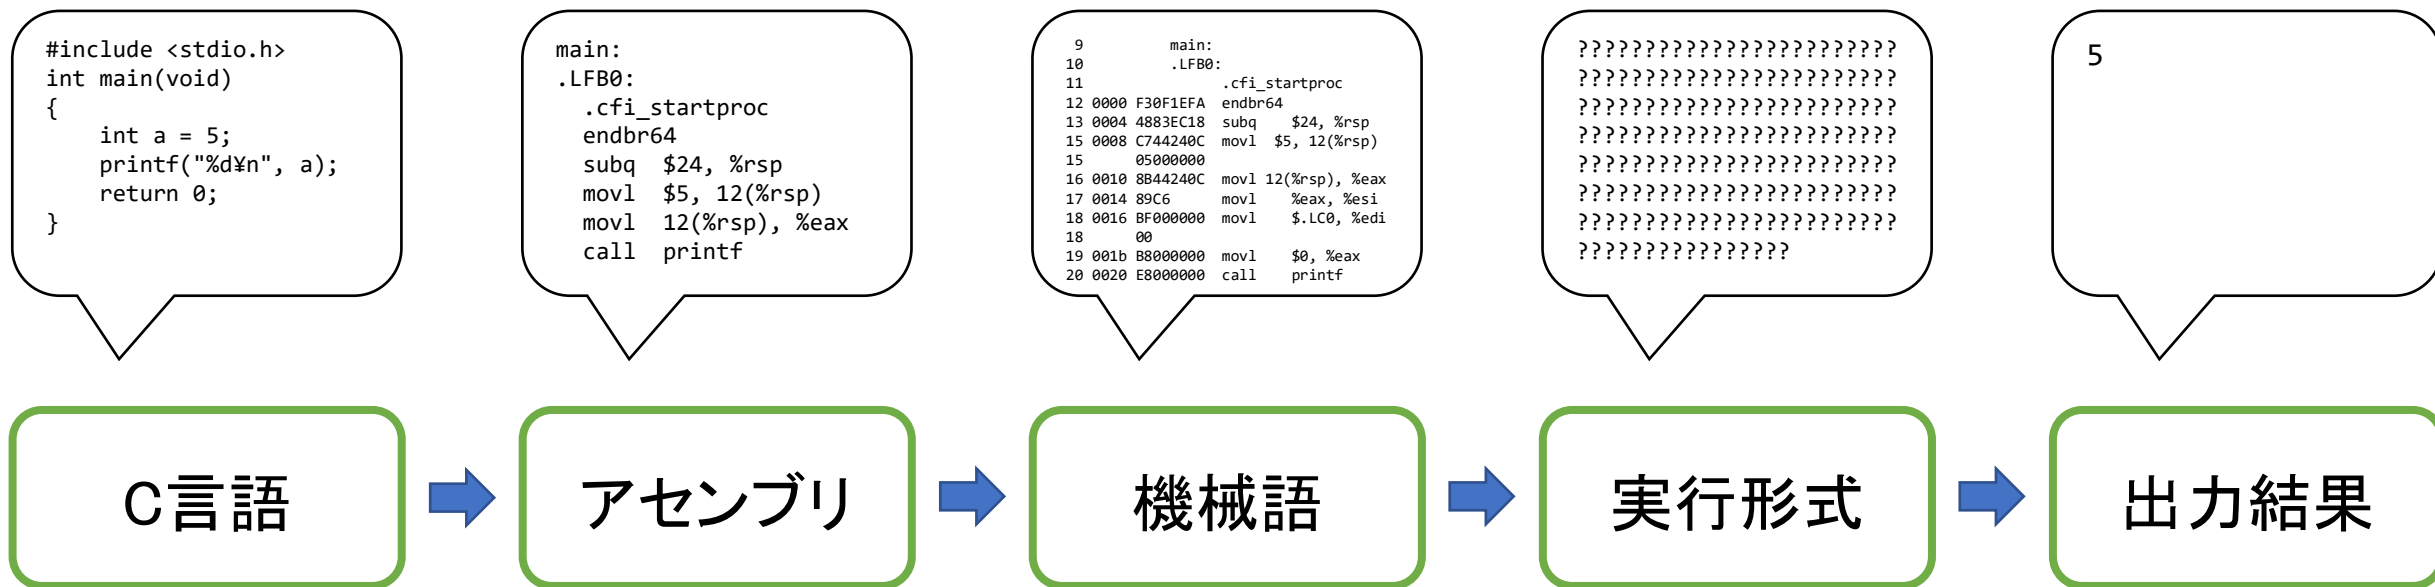 #include <stdio.h>
int main(void)
{
    int a = 5;
    printf("%d¥n", a);
    return 0;
}
main:
.LFB0:
  .cfi_startproc
  endbr64
  subq  $24, %rsp
  movl  $5, 12(%rsp)
  movl  12(%rsp), %eax
  call  printf
9 main:
10 .LFB0:
11 .cfi_startproc
12 0000 F30F1EFA endbr64
13 0004 4883EC18 subq $24, %rsp
15 0008 C744240C movl $5, 12(%rsp)
15 05000000
16 0010 8B44240C movl 12(%rsp), %eax
17 0014 89C6 movl %eax, %esi
18 0016 BF000000 movl $.LC0, %edi
18 00
19 001b B8000000 movl $0, %eax
20 0020 E8000000 call printf
????????????????????????
????????????????????????
????????????????????????
????????????????????????
????????????????????????
????????????????????????
????????????????????????
????????????????
5
C言語
アセンブリ
機械語
実行形式
出力結果